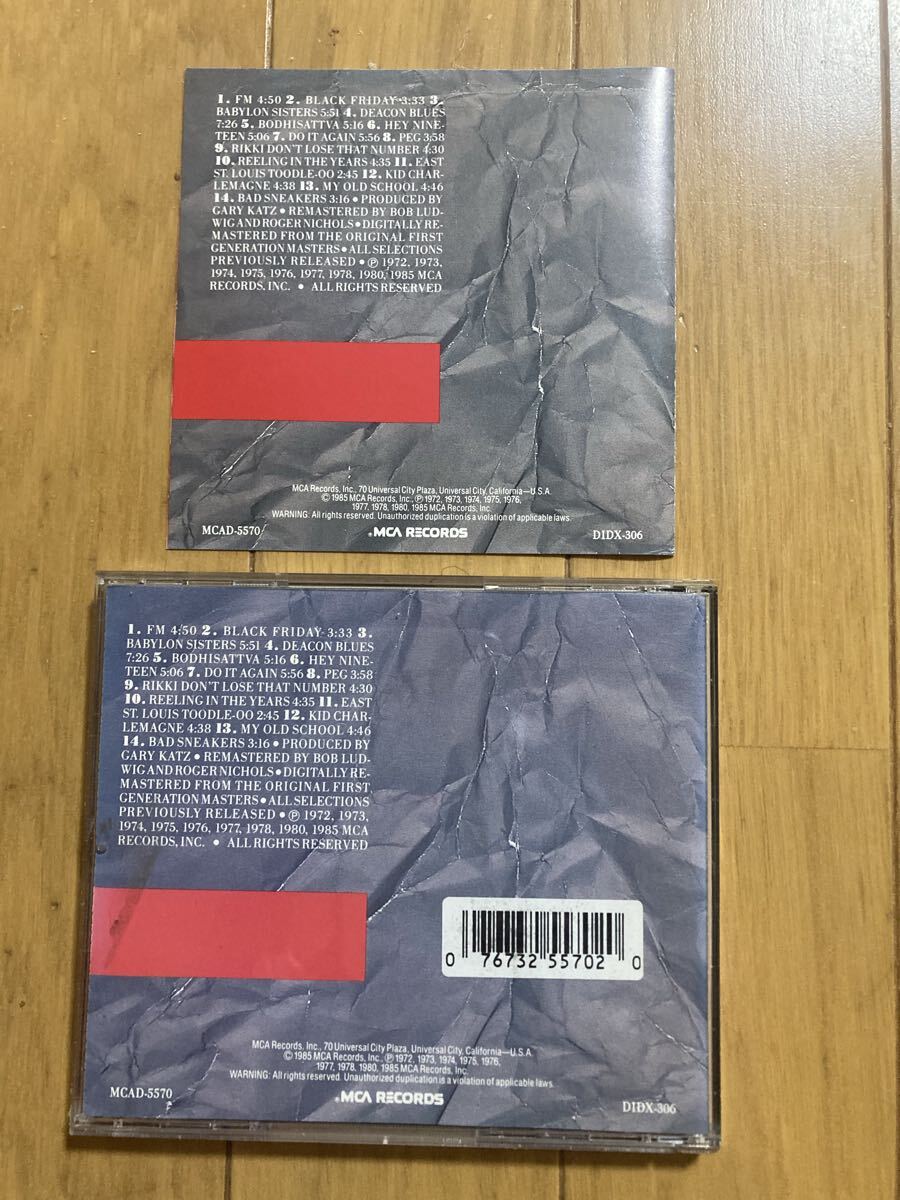 1. FM 4:50 2. BLACK FRIDAY 3:33 3.
BABYLON SISTERS 5:51 4. DEACON BLUES
7:26 5. BODHISATTVA 5:16 6. HEY NINE-
TEEN 5:06 7. DO IT AGAIN 5:56 8. PEG 3:58
9. RIKKI DON'T LOSE THAT NUMBER 4:30
10. REELING IN THE YEARS 4:35 11. EAST
ST. LOUIS TOODLE-OO 2:45 12. KID CHAR-
LEMAGNE 4:38 13. MY OLD SCHOOL 4:46
14. BAD SNEAKERS 3:16 • PRODUCED BY
GARY KATZ • REMASTERED BY BOB LUD-
WIG AND ROGER NICHOLS • DIGITALLY RE-
MASTERED FROM THE ORIGINAL FIRST
GENERATION MASTERS • ALL SELECTIONS
PREVIOUSLY RELEASED • ℗ 1972, 1973,
1974, 1975, 1976, 1977, 1978, 1980, 1985 MCA
RECORDS, INC. • ALL RIGHTS RESERVED
MCA Records, Inc., 70 Universal City Plaza, Universal City, California—U.S.A.
© 1985 MCA Records, Inc., ℗ 1972, 1973, 1974, 1975, 1976,
1977, 1978, 1980, 1985 MCA Records, Inc.
WARNING: All rights reserved. Unauthorized duplication is a violation of applicable laws.
MCAD-5570 MCA RECORDS DIDX-306
1. FM 4:50 2. BLACK FRIDAY 3:33 3.
BABYLON SISTERS 5:51 4. DEACON BLUES
7:26 5. BODHISATTVA 5:16 6. HEY NINE-
TEEN 5:06 7. DO IT AGAIN 5:56 8. PEG 3:58
9. RIKKI DON'T LOSE THAT NUMBER 4:30
10. REELING IN THE YEARS 4:35 11. EAST
ST. LOUIS TOODLE-OO 2:45 12. KID CHAR-
LEMAGNE 4:38 13. MY OLD SCHOOL 4:46
14. BAD SNEAKERS 3:16 • PRODUCED BY
GARY KATZ • REMASTERED BY BOB LUD-
WIG AND ROGER NICHOLS • DIGITALLY RE-
MASTERED FROM THE ORIGINAL FIRST
GENERATION MASTERS • ALL SELECTIONS
PREVIOUSLY RELEASED • ℗ 1972, 1973,
1974, 1975, 1976, 1977, 1978, 1980, 1985 MCA
RECORDS, INC. • ALL RIGHTS RESERVED
0 76732 55702 0
MCA Records, Inc., 70 Universal City Plaza, Universal City, California—U.S.A.
© 1985 MCA Records, Inc., ℗ 1972, 1973, 1974, 1975, 1976,
1977, 1978, 1980, 1985 MCA Records, Inc.
WARNING: All rights reserved. Unauthorized duplication is a violation of applicable laws.
MCAD-5570 MCA RECORDS DIDX-306